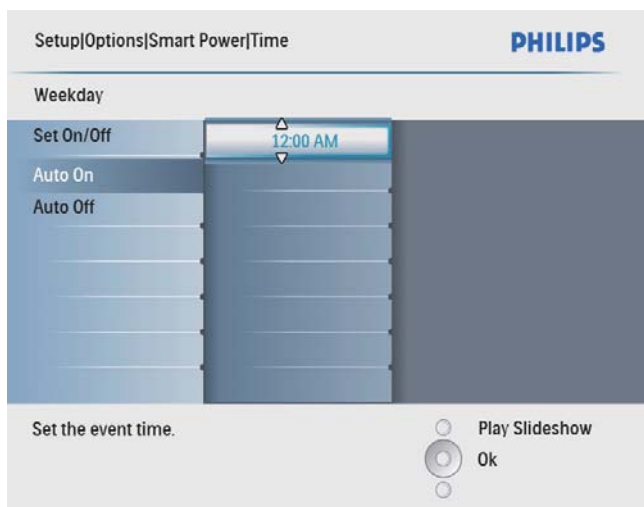 Setup|Options|Smart Power|Time
PHILIPS
Weekday
Set On/Off
12:00 AM
Auto On
Auto Off
Set the event time.
Play Slideshow
Ok